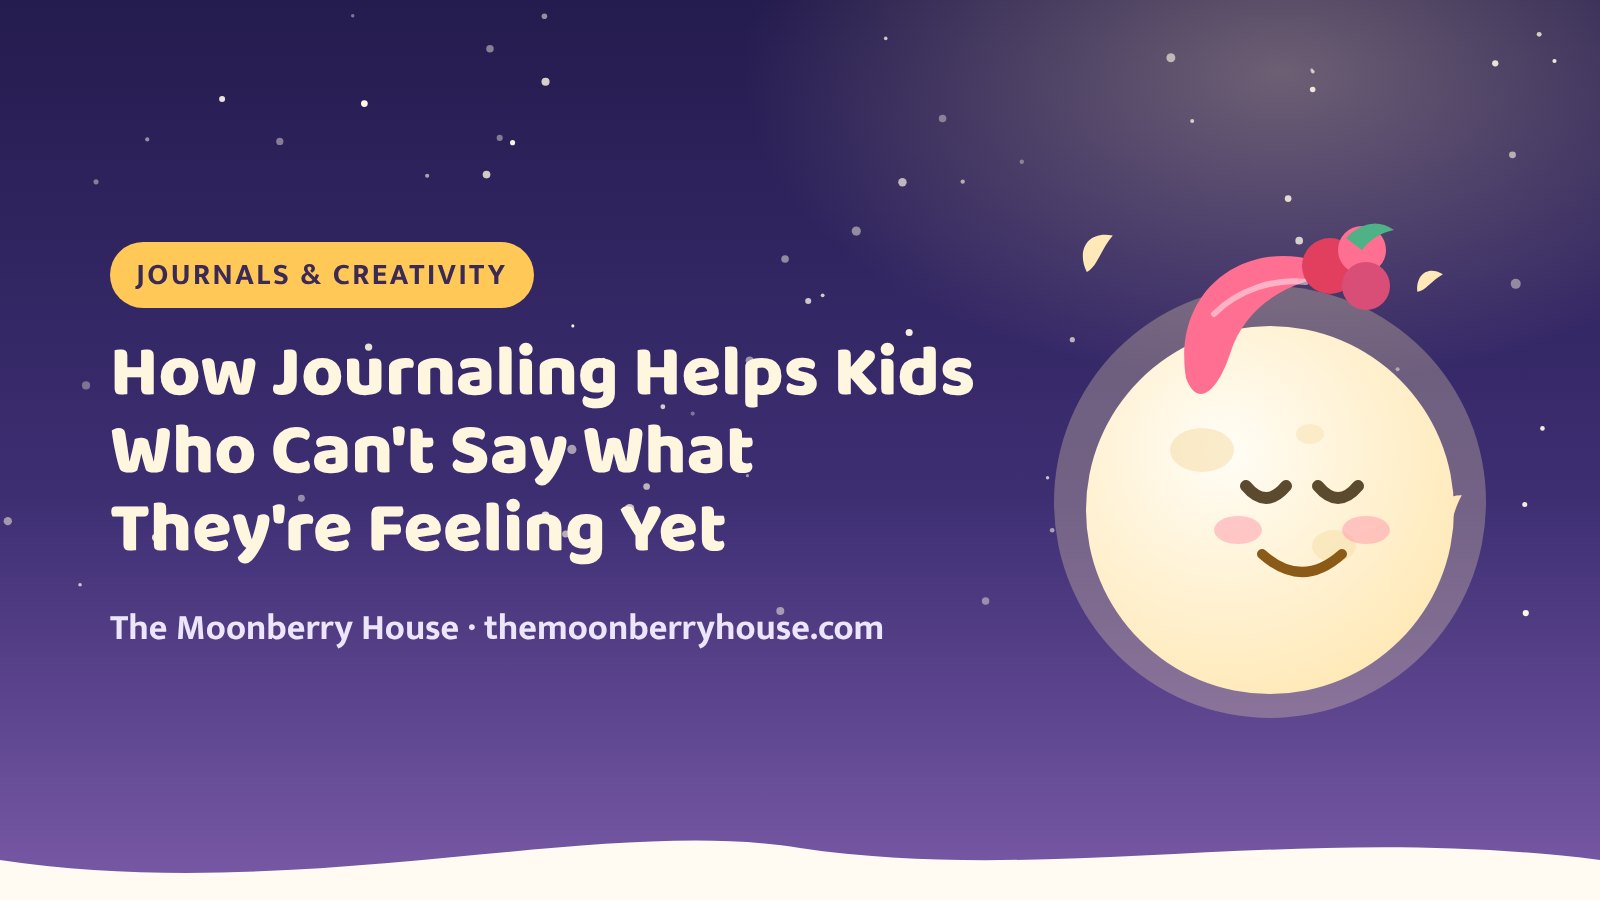 JOURNALS & CREATIVITY
How Journaling Helps Kids
Who Can't Say What
They're Feeling Yet
The Moonberry House · themoonberryhouse.com